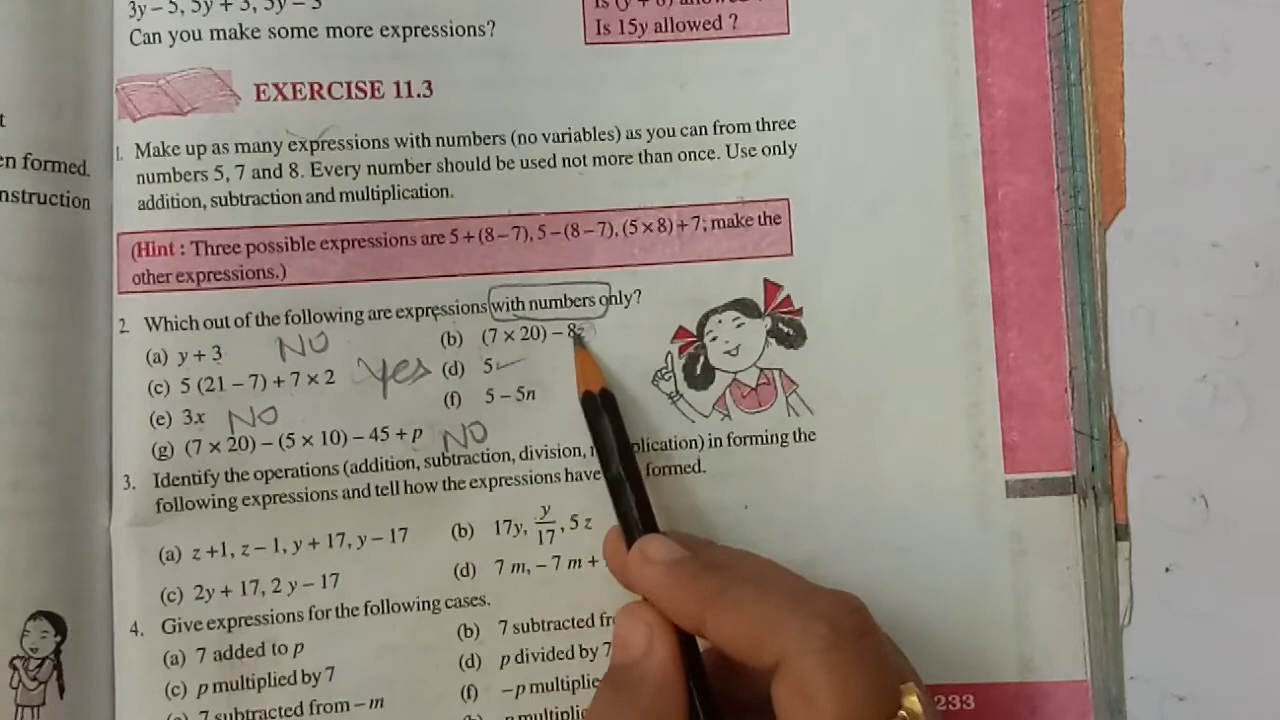 3y – 5, 5y + 3, 5y – 3
Can you make some more expressions?
Is 15y allowed ?
EXERCISE 11.3
t
en formed.
nstruction
1. Make up as many expressions with numbers (no variables) as you can from three
numbers 5, 7 and 8. Every number should be used not more than once. Use only
addition, subtraction and multiplication.
(Hint : Three possible expressions are 5 + (8 – 7), 5 – (8 – 7), (5 × 8) + 7; make the
other expressions.)
2. Which out of the following are expressions with numbers only?
(a) y + 3 NO (b) (7 × 20) – 8z
(c) 5 (21 – 7) + 7 × 2 Yes (d) 5
(e) 3x NO (f) 5 – 5n
(g) (7 × 20) – (5 × 10) – 45 + p NO
3. Identify the operations (addition, subtraction, division, plication) in forming the
following expressions and tell how the expressions have formed.
(a) z +1, z – 1, y + 17, y – 17 (b) 17y, y/17, 5 z
(c) 2y + 17, 2 y – 17 (d) 7 m, – 7 m +
4. Give expressions for the following cases.
(a) 7 added to p (b) 7 subtracted fr
(c) p multiplied by 7 (d) p divided by 7
7 subtracted from – m (f) –p multiplie
233